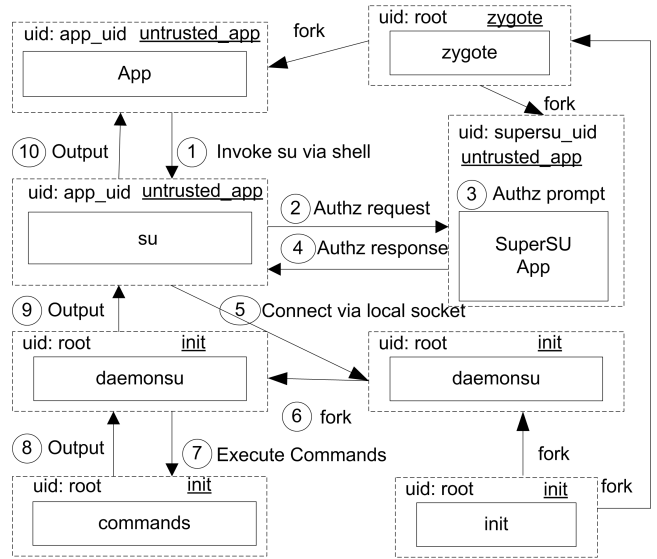 uid: app_uid untrusted_app
App
fork
uid: root zygote
zygote
fork
10 Output
1 Invoke su via shell
uid: supersu_uid
untrusted_app
3 Authz prompt
SuperSU
App
uid: app_uid untrusted_app
su
2 Authz request
4 Authz response
9 Output
5 Connect via local socket
uid: root init
daemonsu
uid: root init
daemonsu
6 fork
8 Output
7 Execute Commands
fork
uid: root init
commands
uid: root init
init
fork